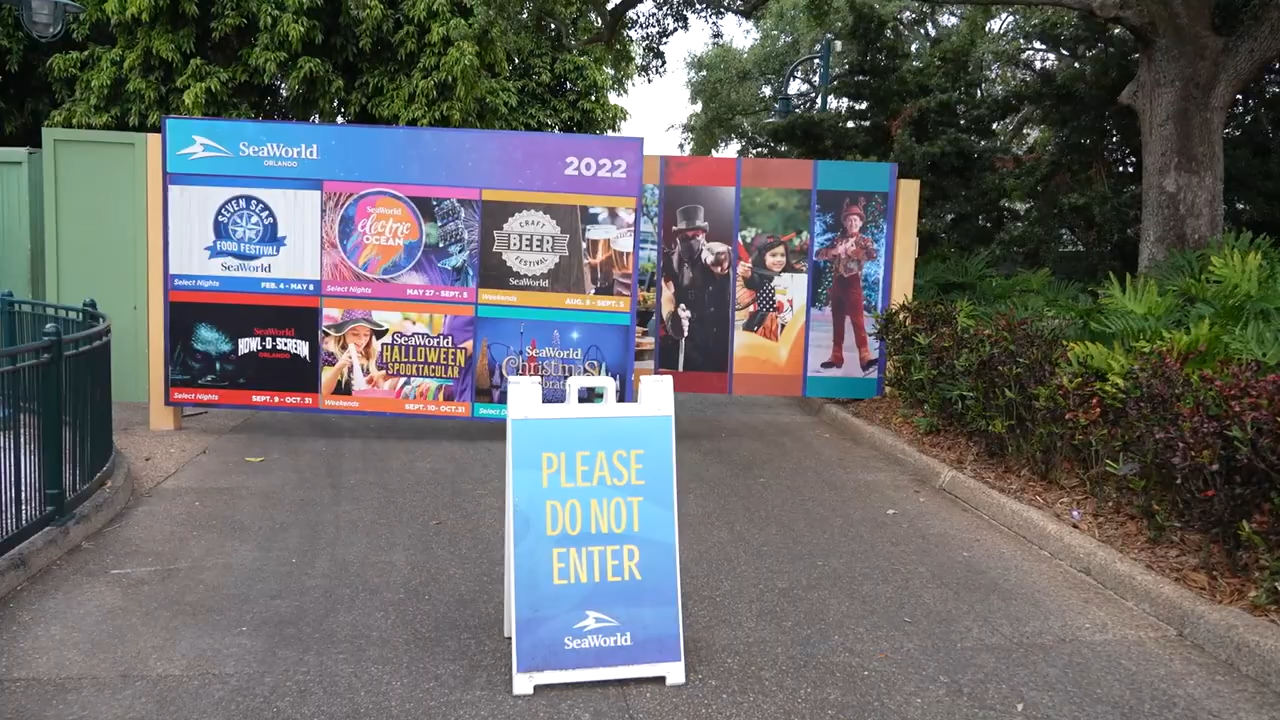 SeaWorld
ORLANDO
2022
SEVEN SEAS
FOOD FESTIVAL
SeaWorld
Select Nights
FEB. 4 - MAY 8
SeaWorld
electric
OCEAN
Select Nights
MAY 27 - SEPT. 5
CRAFT
BEER
FESTIVAL
SeaWorld
Weekends
AUG. 5 - SEPT. 5
SeaWorld
HOWL-O-SCREAM
ORLANDO
Select Nights
SEPT. 9 - OCT. 31
SeaWorld
HALLOWEEN
SPOOKTACULAR
Weekends
SEPT. 10- OCT.31
SeaWorld
Christmas
Select
PLEASE
DO NOT
ENTER
SeaWorld